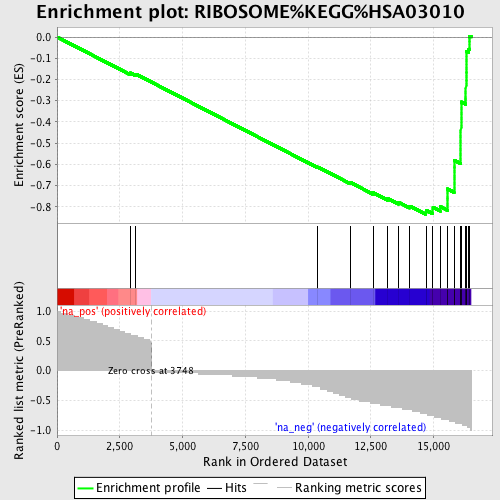 Enrichment plot: RIBOSOME%KEGG%HSA03010
Enrichment score (ES)
0.0
-0.1
-0.2
-0.3
-0.4
-0.5
-0.6
-0.7
-0.8
Ranked list metric (PreRanked)
1.0
0.5
0.0
-0.5
-1.0
'na_pos' (positively correlated)
Zero cross at 3748
'na_neg' (negatively correlated)
0 2,500 5,000 7,500 10,000 12,500 15,000
Rank in Ordered Dataset
Enrichment profile Hits Ranking metric scores